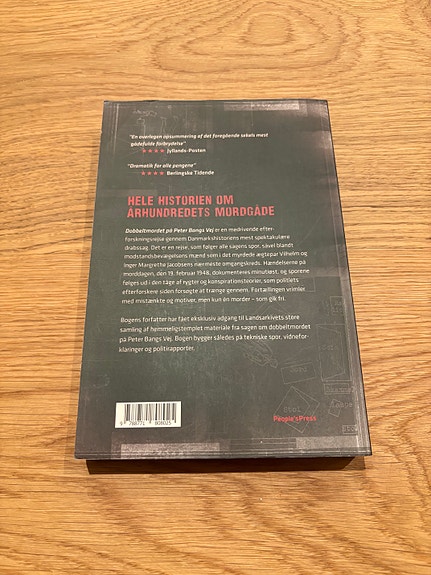 "En overlegen opsummering af det foregående sekels mest
gådefulde forbrydelse"
★★★★ Jyllands-Posten
"Dramatik for alle pengene"
★★★★ Berlingske Tidende
HELE HISTORIEN OM
ÅRHUNDREDETS MORDGÅDE
Dobbeltmordet på Peter Bangs Vej er en medrivende efter-
forskningsrejse gennem Danmarkshistoriens mest spektakulære
drabssag. Det er en rejse, som følger alle sagens spor, såvel blandt
modstandsbevægelsens mænd som i det myrdede ægtepar Vilhelm og
Inger Margrethe Jacobsens nærmeste omgangskreds. Hændelserne på
morddagen, den 19. februar 1948, dokumenteres minutiøst, og sporene
følges ud i den tåge af rygter og konspirationsteorier, som politiets
efterforskere siden forsøgte at trænge gennem. Fortællingen vrimler
med mistænkte og motiver, men kun én morder – som gik fri.
Bogens forfatter har fået eksklusiv adgang til Landsarkivets store
samling af hemmeligstemplet materiale fra sagen om dobbeltmordet
på Peter Bangs Vej. Bogen bygger således på tekniske spor, vidnefor-
klaringer og politirapporter.
People'sPress
9 788771 808025